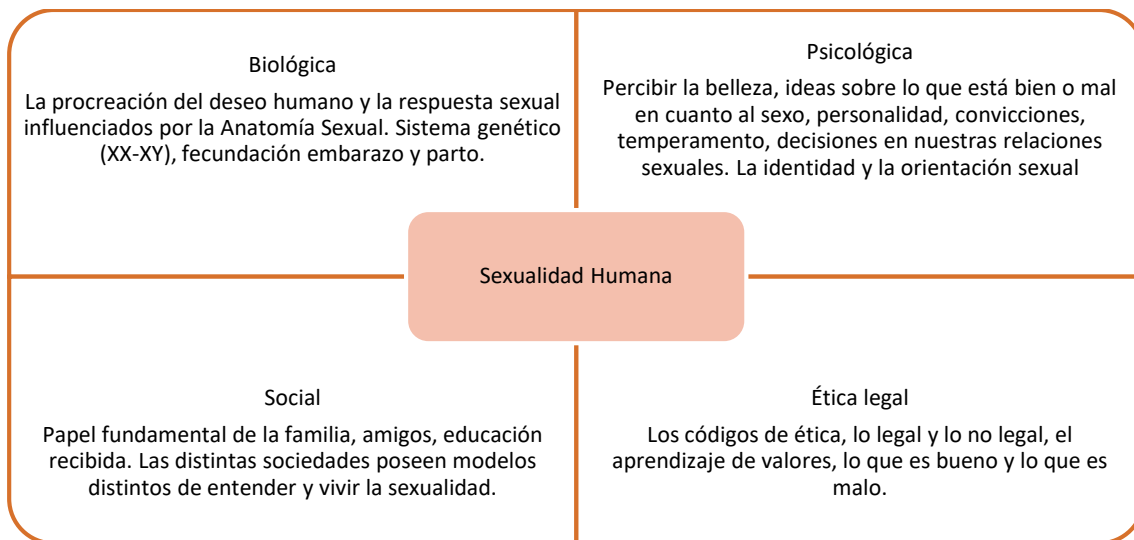 Biológica
La procreación del deseo humano y la respuesta sexual
influenciados por la Anatomía Sexual. Sistema genético
(XX-XY), fecundación embarazo y parto.
Psicológica
Percibir la belleza, ideas sobre lo que está bien o mal
en cuanto al sexo, personalidad, convicciones,
temperamento, decisiones en nuestras relaciones
sexuales. La identidad y la orientación sexual
Sexualidad Humana
Social
Papel fundamental de la familia, amigos, educación
recibida. Las distintas sociedades poseen modelos
distintos de entender y vivir la sexualidad.
Ética legal
Los códigos de ética, lo legal y lo no legal, el
aprendizaje de valores, lo que es bueno y lo que es
malo.